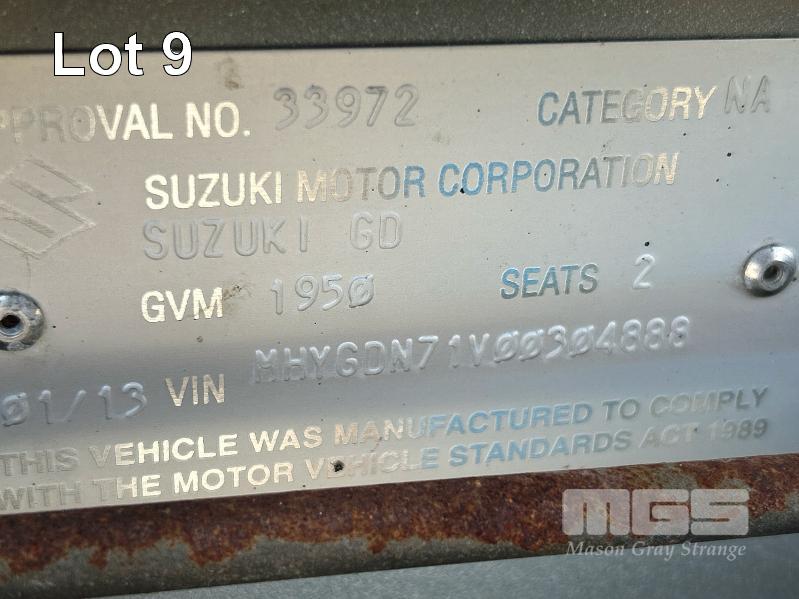 Lot 9
PPROVAL NO. 33972 CATEGORY NA
SUZUKI MOTOR CORPORATION
SUZUKI GD
GVM 195Ø SEATS 2
Ø1/13 VIN MHYGDN71VØØ3Ø4888
THIS VEHICLE WAS MANUFACTURED TO COMPLY
WITH THE MOTOR VEHICLE STANDARDS ACT 1989
MGS
Mason Gray Strange